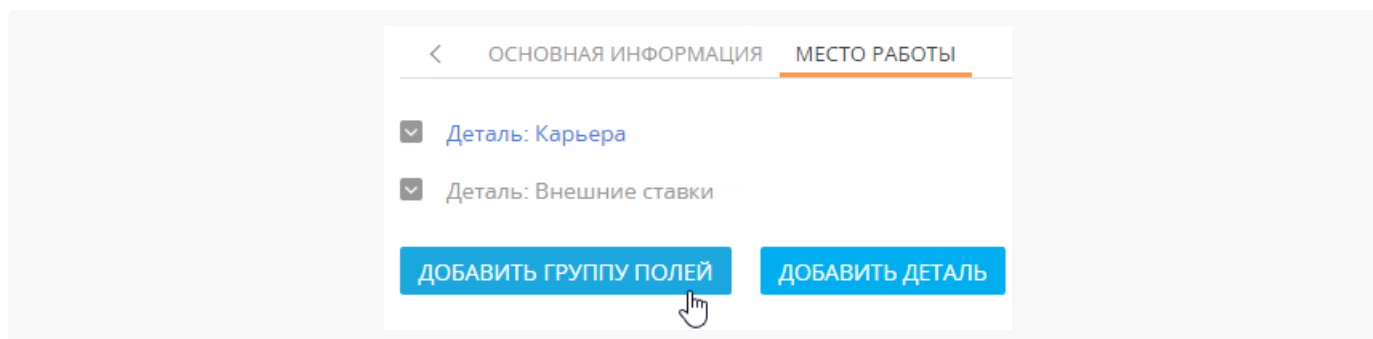 ОСНОВНАЯ ИНФОРМАЦИЯ МЕСТО РАБОТЫ
Деталь: Карьера
Деталь: Внешние ставки
ДОБАВИТЬ ГРУППУ ПОЛЕЙ ДОБАВИТЬ ДЕТАЛЬ